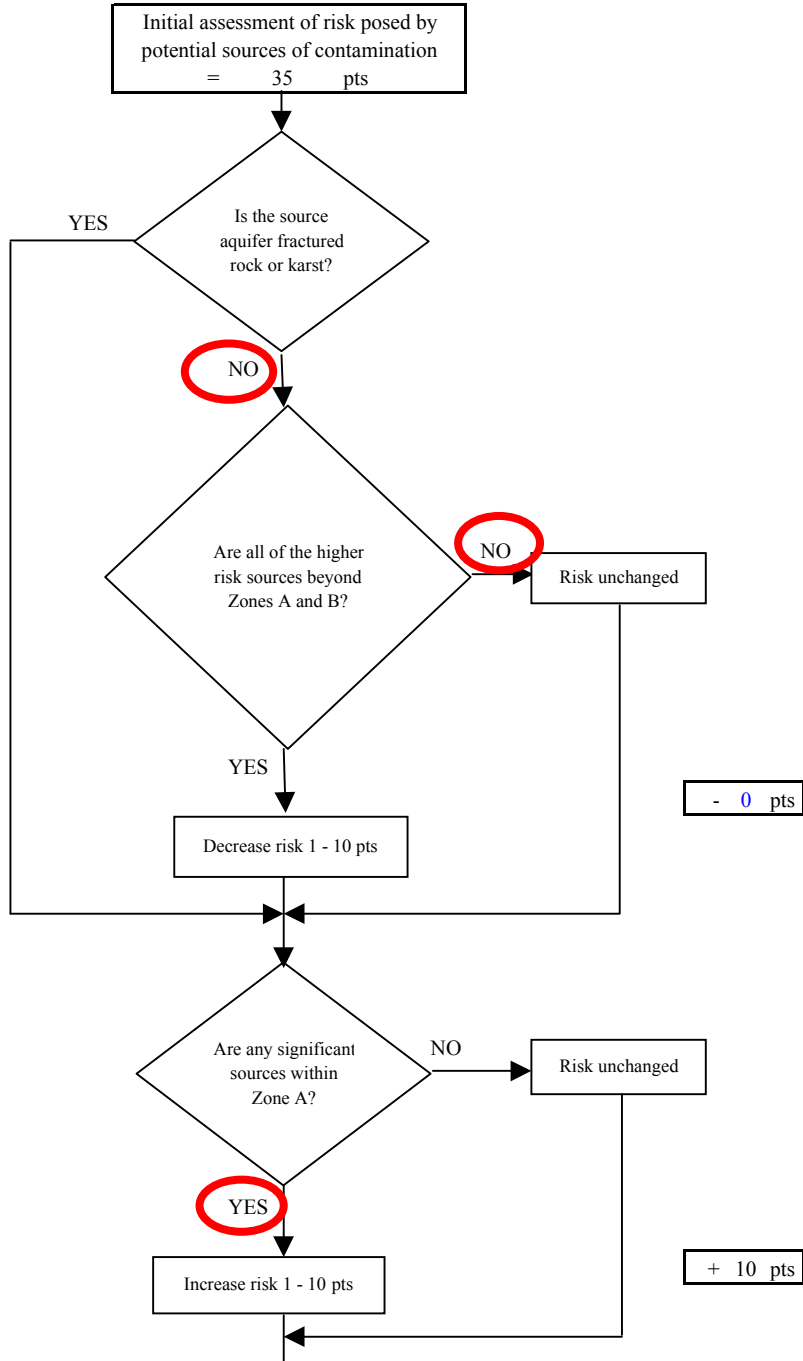 Initial assessment of risk posed by
potential sources of contamination
= 35 pts
YES
Is the source
aquifer fractured
rock or karst?
NO
Are all of the higher
risk sources beyond
Zones A and B?
NO
Risk unchanged
YES
- 0 pts
Decrease risk 1 - 10 pts
Are any significant
sources within
Zone A?
NO
Risk unchanged
YES
+ 10 pts
Increase risk 1 - 10 pts